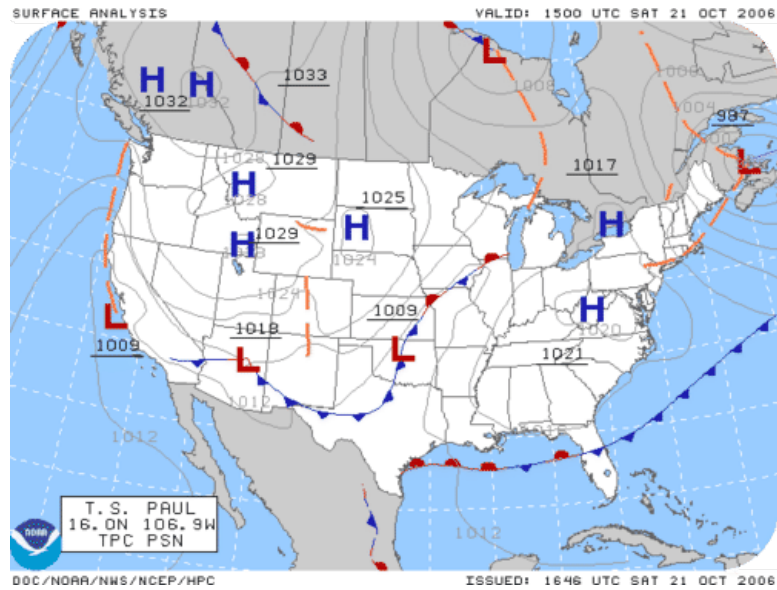 SURFACE ANALYSIS
VALID: 1500 UTC SAT 21 OCT 2006
L
1033
H H
1032
1032
1008
1000
1004
987
L
1028
1029
1017
H
1028
1025
H
H
1029
H
1024
1024
H
1020
L
1009
1018
L
1009
L
1021
1012
1012
1012
T.S. PAUL
16.0N 106.9W
TPC PSN
NOAA
DOC/NOAA/NWS/NCEP/HPC
ISSUED: 1646 UTC SAT 21 OCT 2006